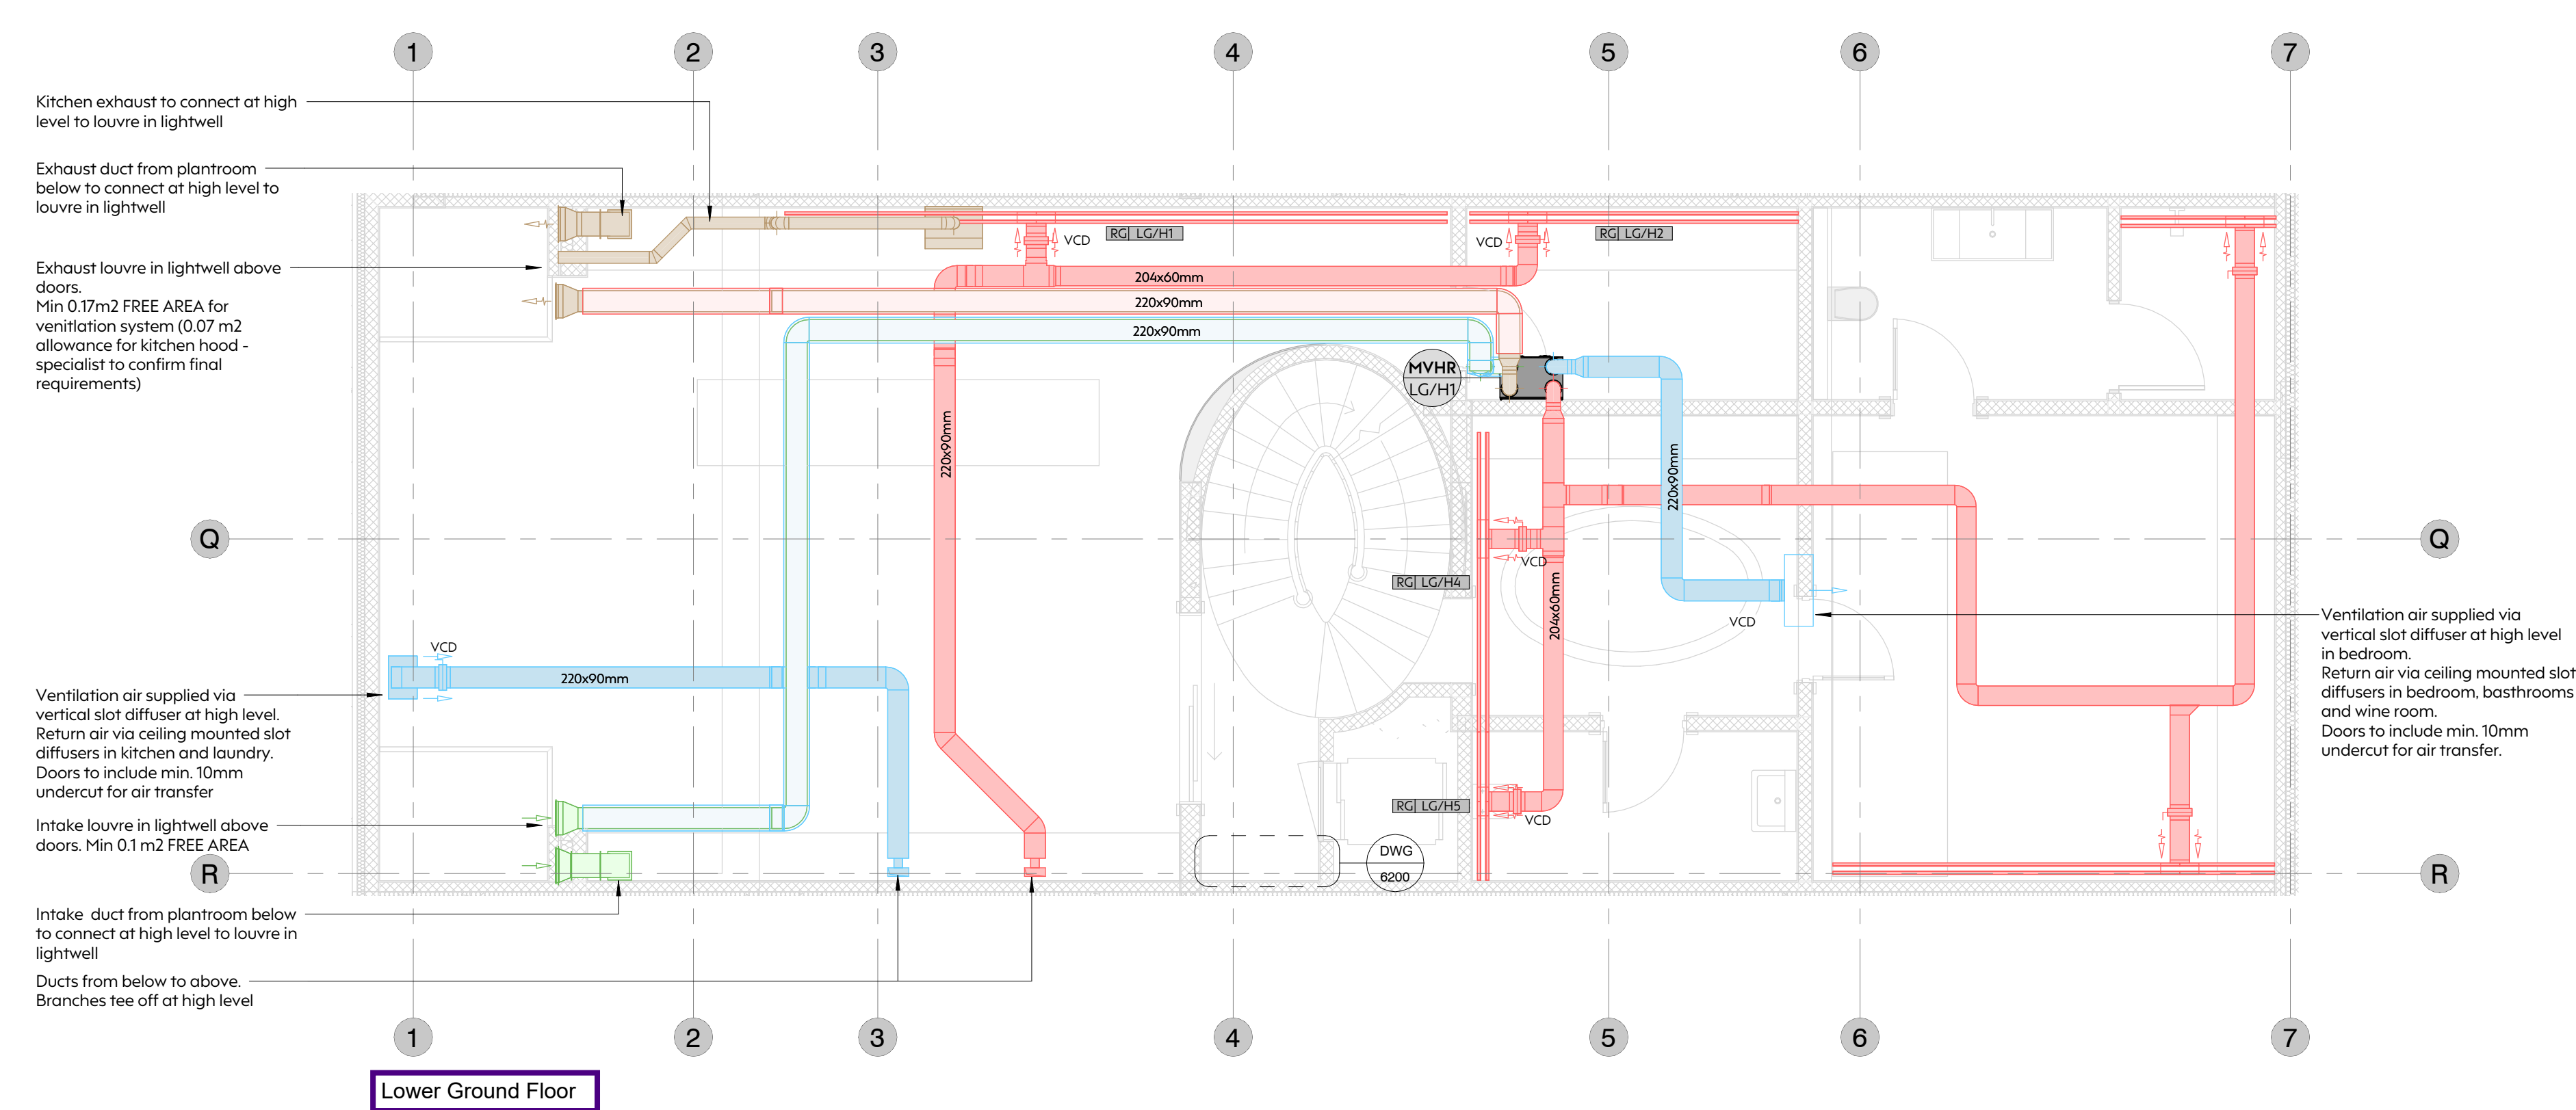 1 2 3 4 5 6 7
Kitchen exhaust to connect at high
level to louvre in lightwell
Exhaust duct from plantroom
below to connect at high level to
louvre in lightwell
Exhaust louvre in lightwell above
doors.
Min 0.17m2 FREE AREA for
venitlation system (0.07 m2
allowance for kitchen hood -
specialist to confirm final
requirements)
VCD
RG LG/H1
VCD
RG LG/H2
204x60mm
220x90mm
220x90mm
MVHR
LG/H1
220x90mm
220x90mm
Q
Q
VCD
RG LG/H4
204x60mm
VCD
VCD
220x90mm
Ventilation air supplied via
vertical slot diffuser at high level
in bedroom.
Return air via ceiling mounted slot
diffusers in bedroom, basthrooms
and wine room.
Doors to include min. 10mm
undercut for air transfer.
Ventilation air supplied via
vertical slot diffuser at high level.
Return air via ceiling mounted slot
diffusers in kitchen and laundry.
Doors to include min. 10mm
undercut for air transfer
RG LG/H5
VCD
Intake louvre in lightwell above
doors. Min 0.1 m2 FREE AREA
DWG
6200
R
R
Intake duct from plantroom below
to connect at high level to louvre in
lightwell
Ducts from below to above.
Branches tee off at high level
1 2 3 4 5 6 7
Lower Ground Floor